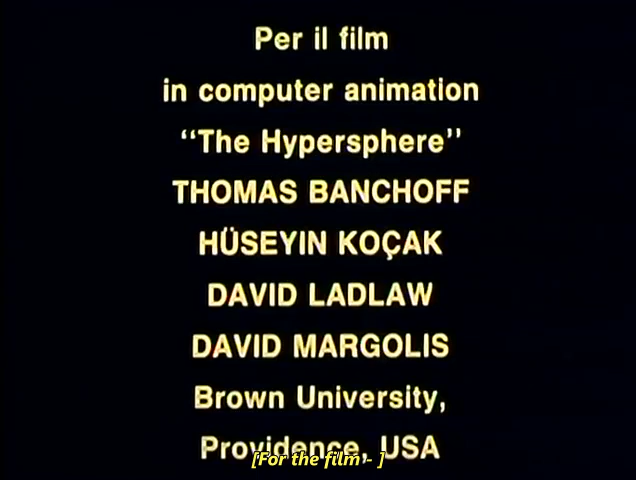 Per il film
in computer animation
“The Hypersphere”
THOMAS BANCHOFF
HÜSEYIN KOÇAK
DAVID LADLAW
DAVID MARGOLIS
Brown University,
Providence, USA
[For the film - ]